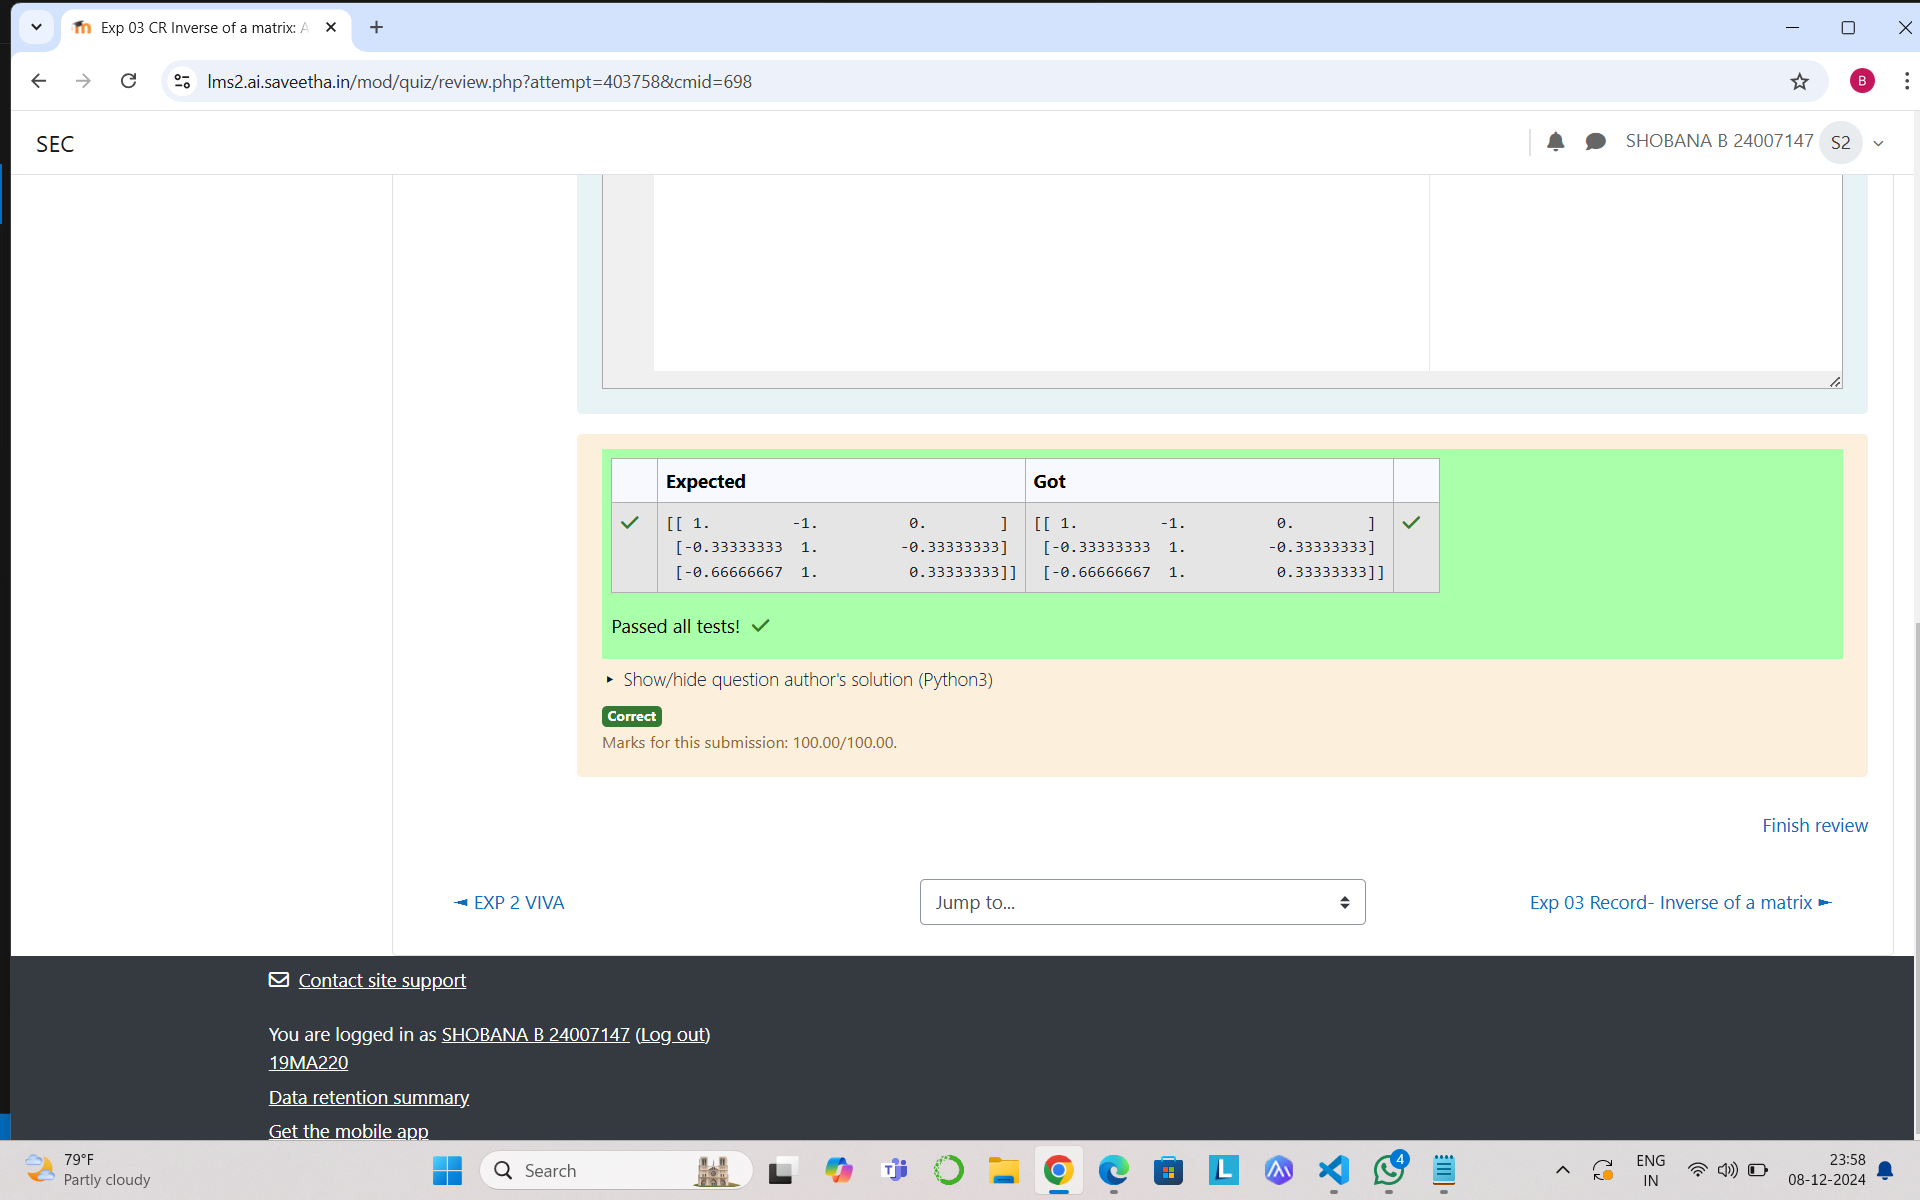 Exp 03 CR Inverse of a matrix: A
lms2.ai.saveetha.in/mod/quiz/review.php?attempt=403758&cmid=698
B
SEC
SHOBANA B 24007147 S2
Expected Got
[[ 1. -1. 0. ] [[ 1. -1. 0. ]
[-0.33333333 1. -0.33333333] [-0.33333333 1. -0.33333333]
[-0.66666667 1. 0.33333333]] [-0.66666667 1. 0.33333333]]
Passed all tests!
Show/hide question author's solution (Python3)
Correct
Marks for this submission: 100.00/100.00.
Finish review
◄ EXP 2 VIVA
Jump to...
Exp 03 Record- Inverse of a matrix ►
Contact site support
You are logged in as SHOBANA B 24007147 (Log out)
19MA220
Data retention summary
Get the mobile app
79°F
Partly cloudy
Search
4
ENG
IN
23:58
08-12-2024